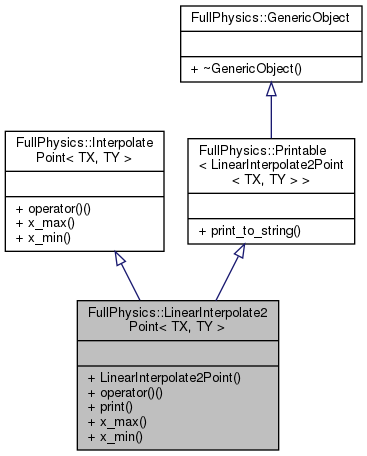 FullPhysics::GenericObject
+ ~GenericObject()
FullPhysics::Interpolate
Point< TX, TY >
+ operator()()
+ x_max()
+ x_min()
FullPhysics::Printable
< LinearInterpolate2Point
< TX, TY > >
+ print_to_string()
FullPhysics::LinearInterpolate2
Point< TX, TY >
+ LinearInterpolate2Point()
+ operator()()
+ print()
+ x_max()
+ x_min()